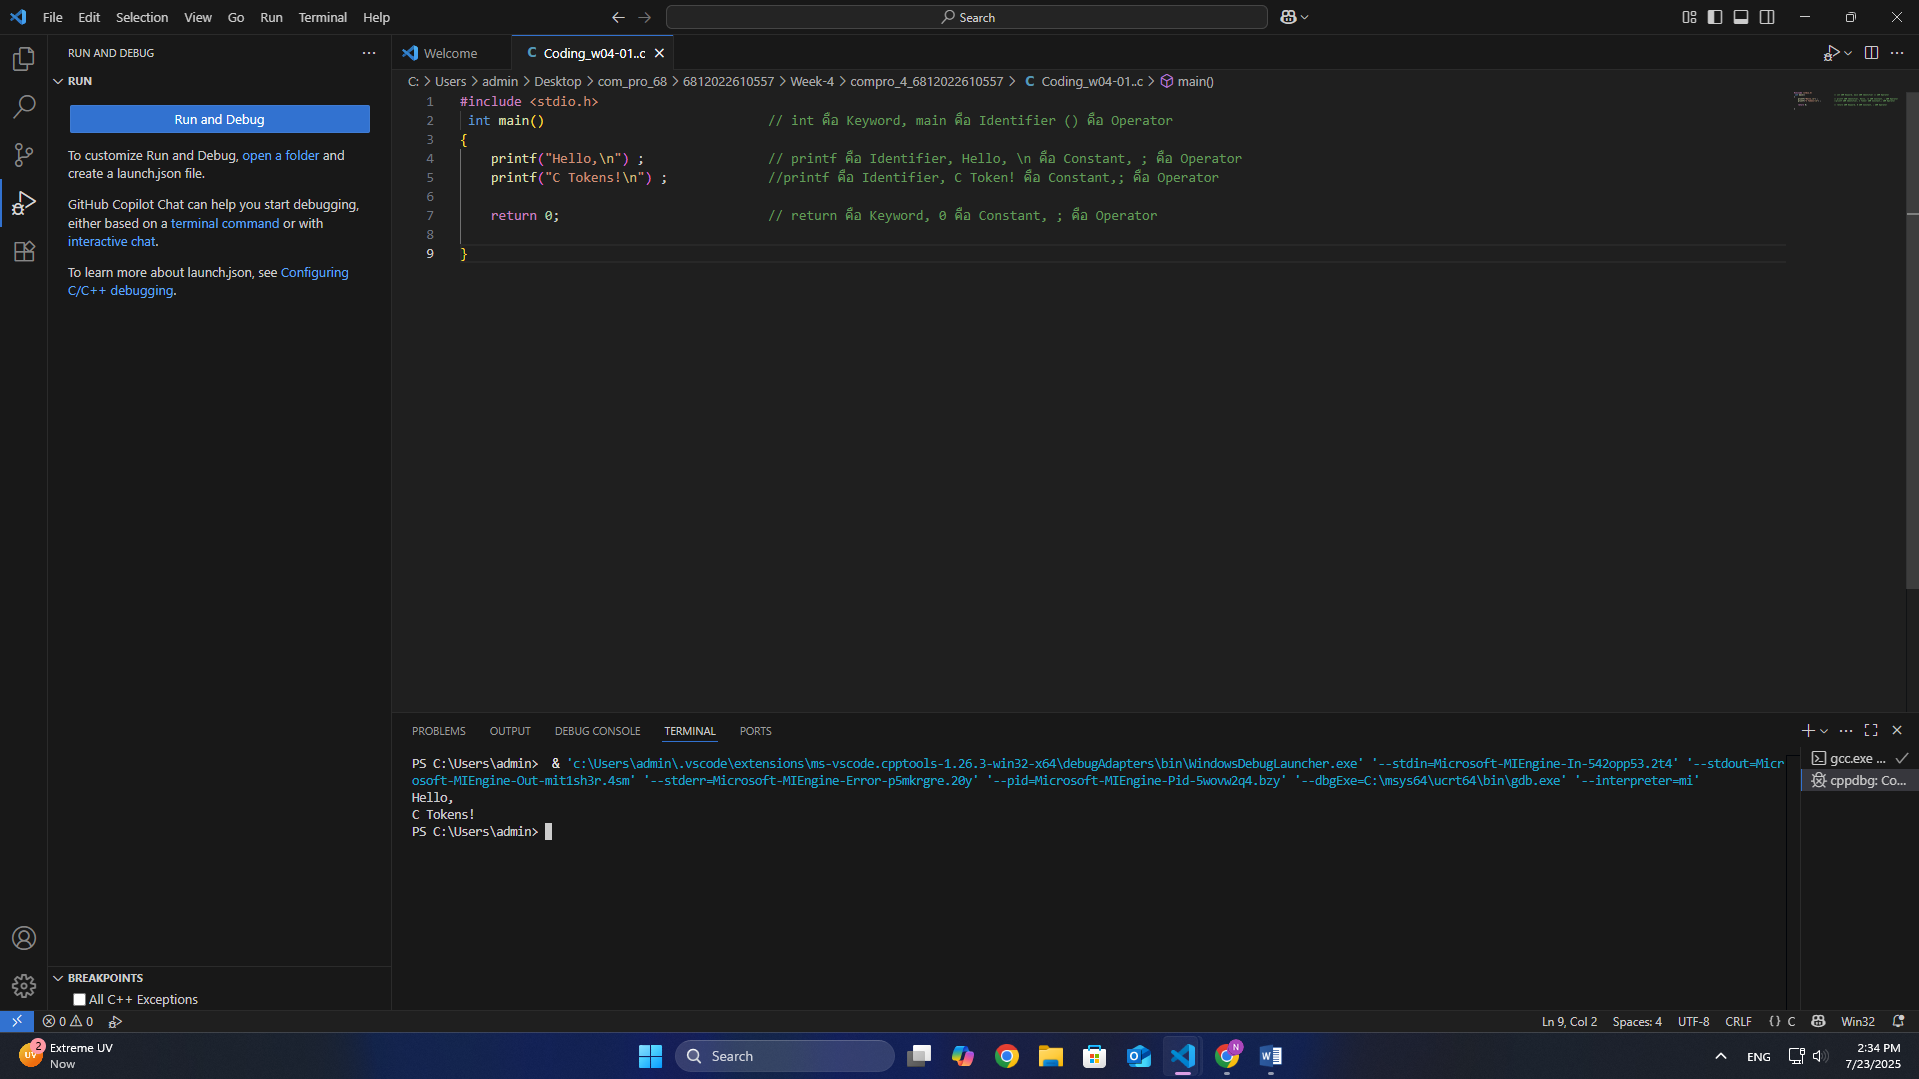 File Edit Selection View Go Run Terminal Help
Search
RUN AND DEBUG
RUN
Run and Debug
To customize Run and Debug, open a folder and
create a launch.json file.
GitHub Copilot Chat can help you start debugging,
either based on a terminal command or with
interactive chat.
To learn more about launch.json, see Configuring
C/C++ debugging.
BREAKPOINTS
All C++ Exceptions
Welcome C Coding_w04-01..c
C: > Users > admin > Desktop > com_pro_68 > 6812022610557 > Week-4 > compro_4_6812022610557 > C Coding_w04-01..c > main()
1 #include <stdio.h>
2 int main() // int คือ Keyword, main คือ Identifier () คือ Operator
3 {
4 printf("Hello,\n") ; // printf คือ Identifier, Hello, \n คือ Constant, ; คือ Operator
5 printf("C Tokens!\n") ; //printf คือ Identifier, C Token! คือ Constant,; คือ Operator
6
7 return 0; // return คือ Keyword, 0 คือ Constant, ; คือ Operator
8
9 }
PROBLEMS OUTPUT DEBUG CONSOLE TERMINAL PORTS
PS C:\Users\admin> & 'c:\Users\admin\.vscode\extensions\ms-vscode.cpptools-1.26.3-win32-x64\debugAdapters\bin\WindowsDebugLauncher.exe' '--stdin=Microsoft-MIEngine-In-542opp53.2t4' '--stdout=Micr
osoft-MIEngine-Out-mit1sh3r.4sm' '--stderr=Microsoft-MIEngine-Error-p5mkrgre.20y' '--pid=Microsoft-MIEngine-Pid-5wovw2q4.bzy' '--dbgExe=C:\msys64\ucrt64\bin\gdb.exe' '--interpreter=mi'
Hello,
C Tokens!
PS C:\Users\admin>
gcc.exe ...
cppdbg: Co...
0 0
Ln 9, Col 2 Spaces: 4 UTF-8 CRLF {} C Win32
2
UV
Extreme UV
Now
Search
N
ENG
2:34 PM
7/23/2025